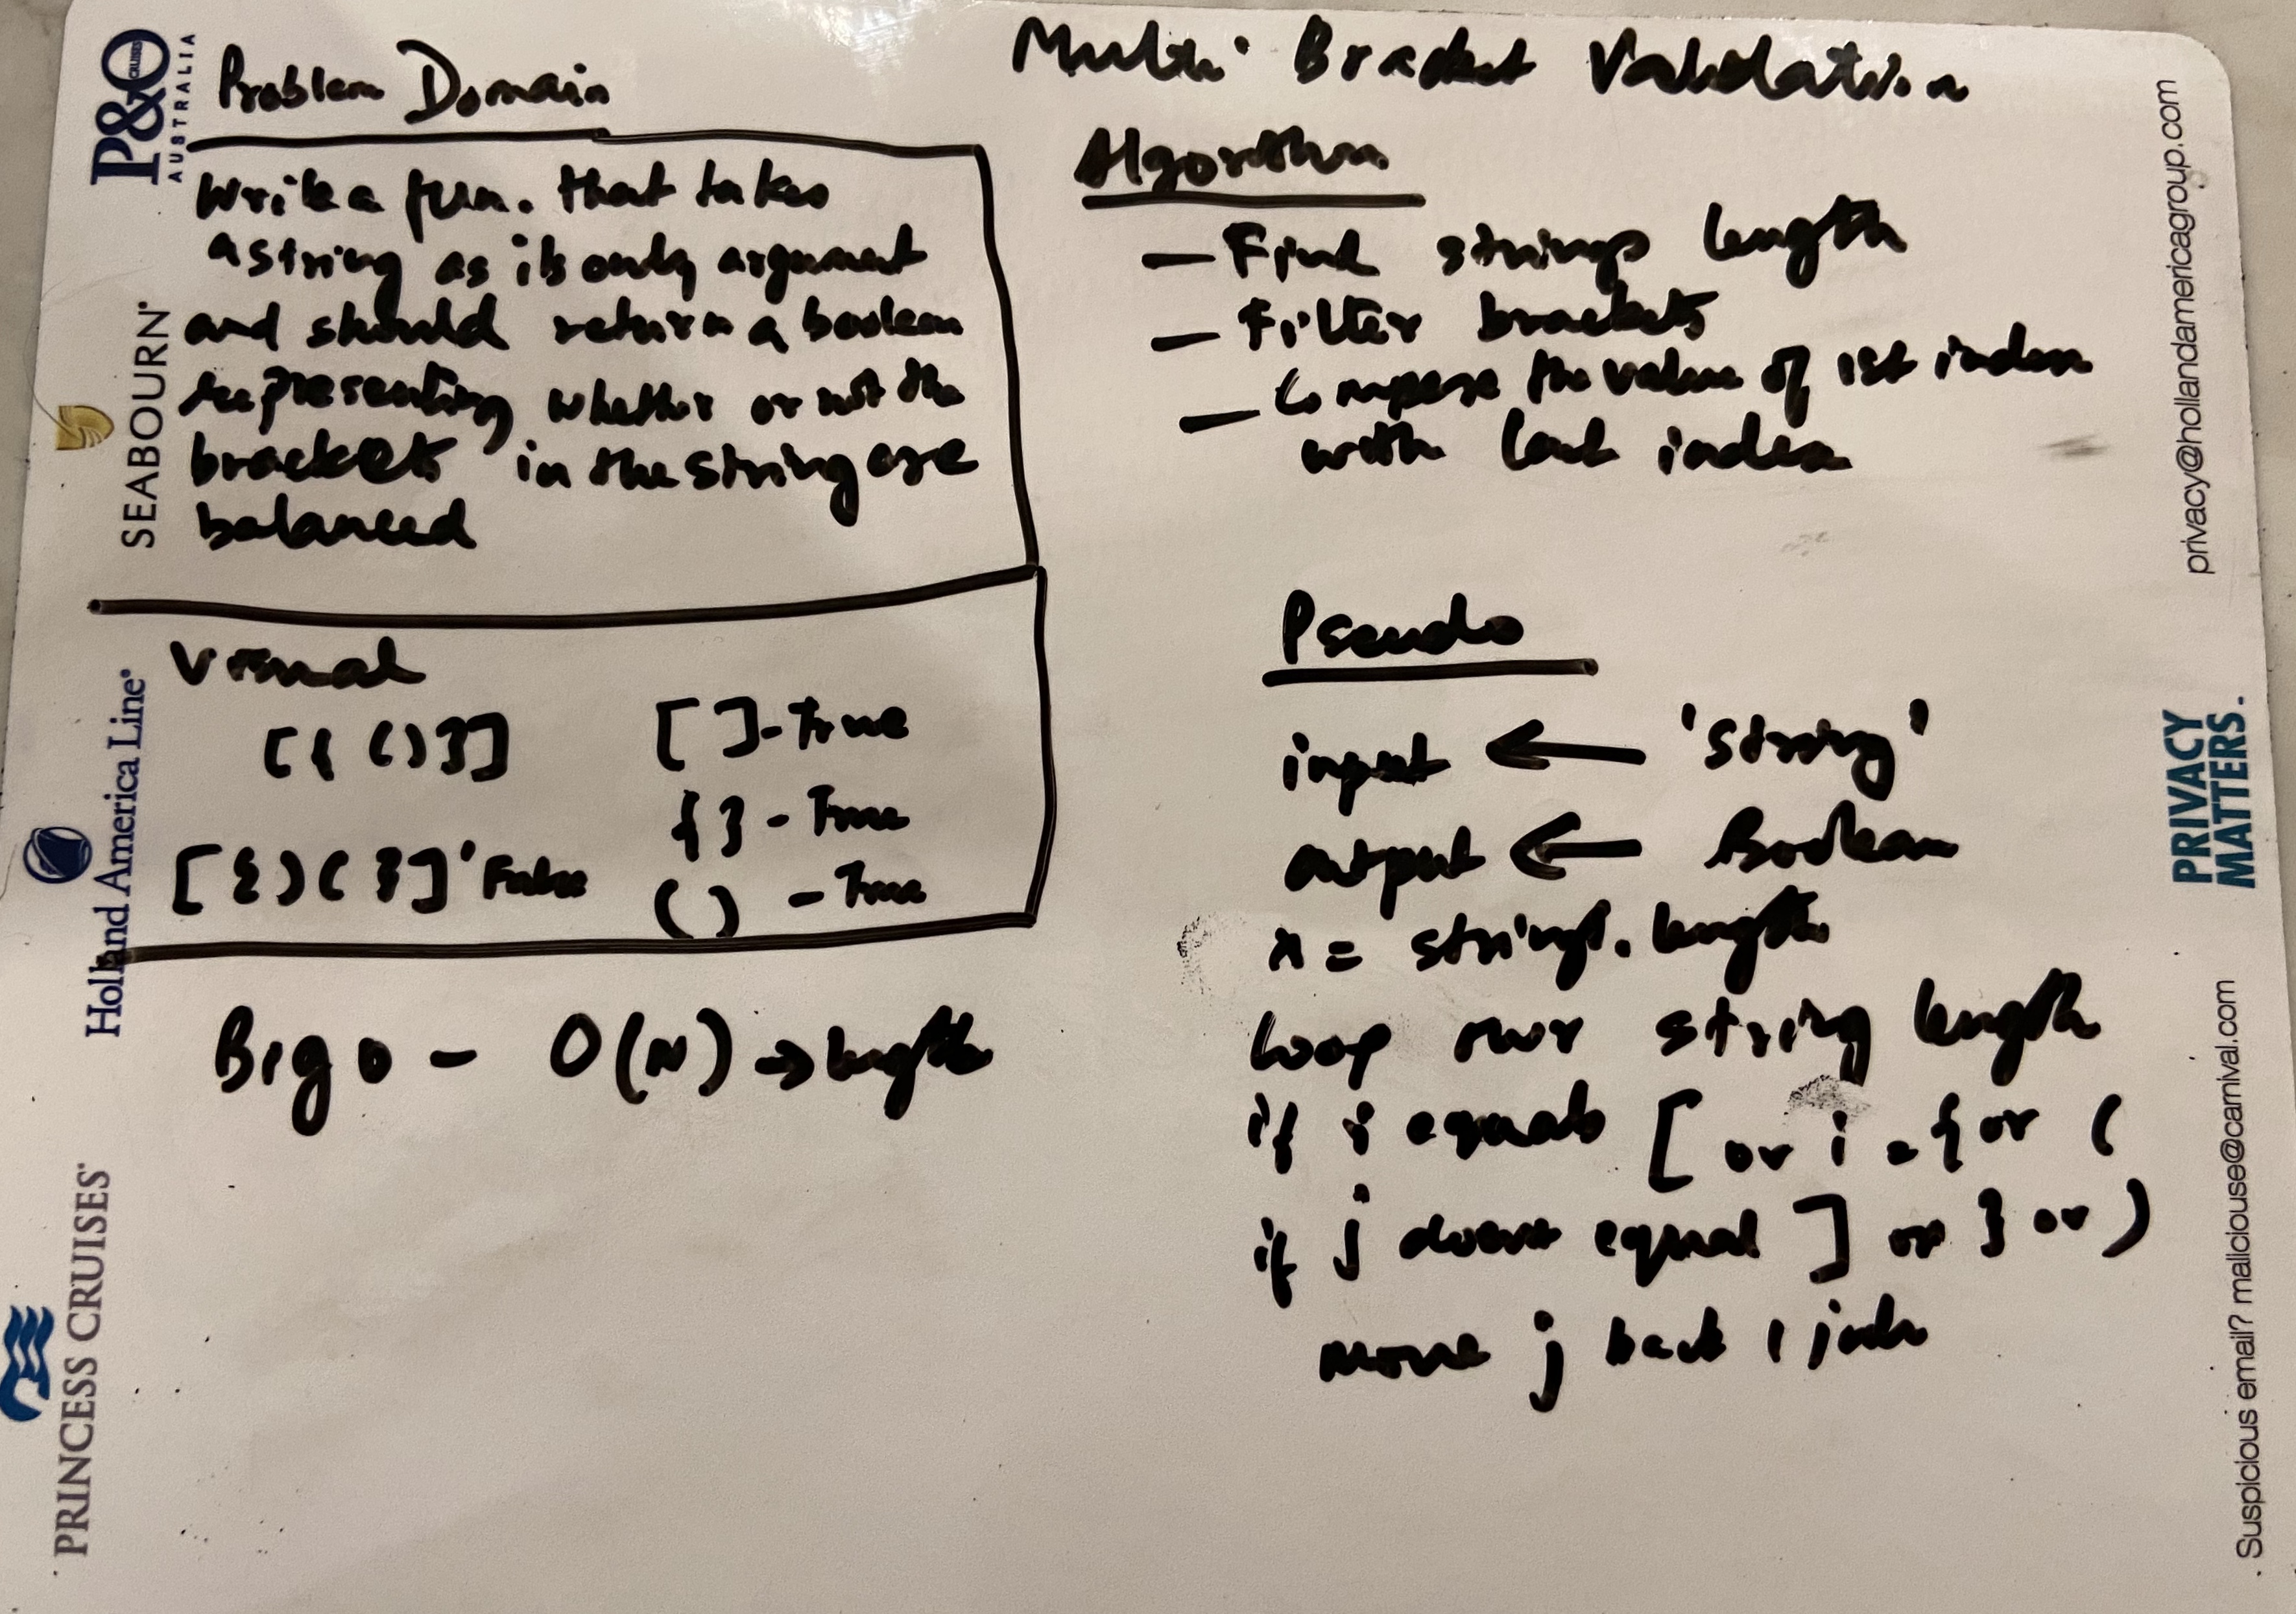 Multi Bracket Validation
Problem Domain
Write a fun. that takes
a string as its only argument
and should return a boolean
representing whether or not the
brackets in the string are
balanced
Visual
[{ ()}]
[ ] - True
{ } - True
[{)(}]' False
( ) - True
Big O - O(N) → length
Algorithm
- Find strings length
- Filter brackets
- Compare the value of 1st index
with last index
Pseudo
input ← 'String'
output ← Boolean
x = string. length
Loop over string length
if i equals [ or i = { or (
if j doesnt equal ] or } or )
move j back 1
P&O
CRUISES
AUSTRALIA
SEABOURN
Holland America Line
PRINCESS CRUISES
privacy@hollandamericagroup.com
PRIVACY
MATTERS.
Suspicious email? maliciouse@carnival.com